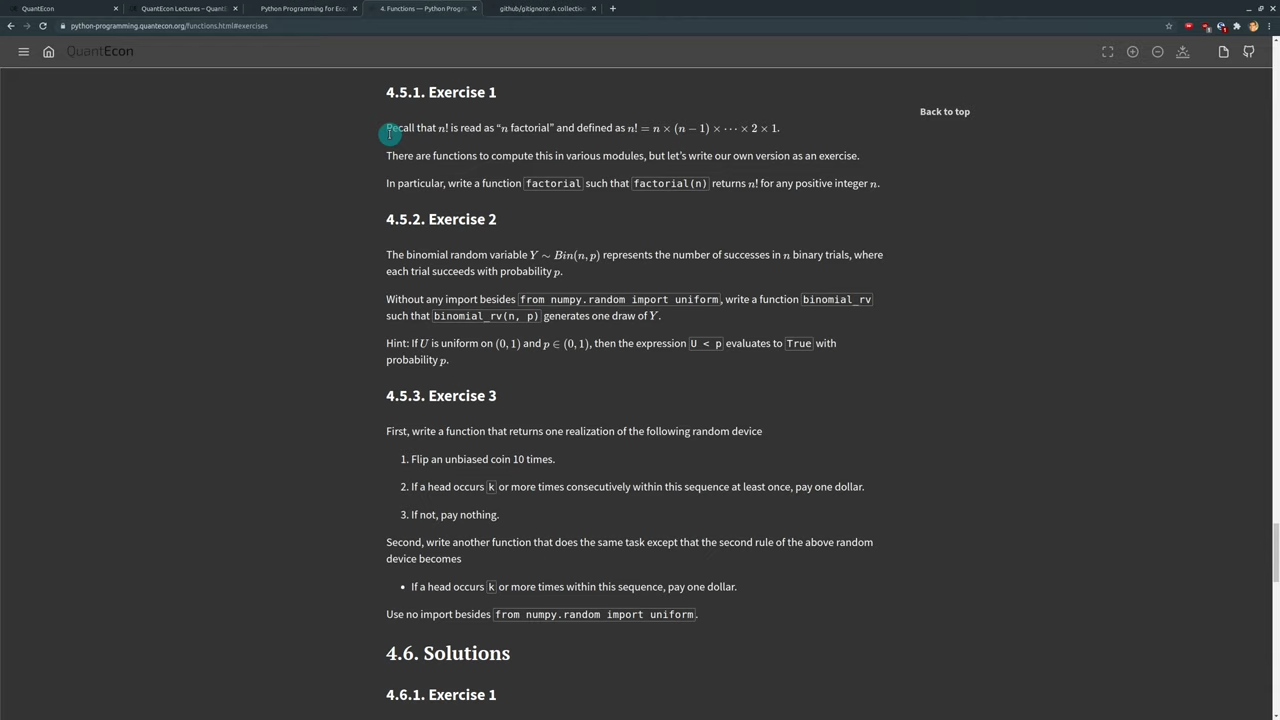 QuantEcon
QuantEcon Lectures – Quant
Python Programming for Eco
4. Functions — Python Progr
github/gitignore: A collectio
python-programming.quantecon.org/functions.html#exercises
QuantEcon
4.5.1. Exercise 1
Back to top
Recall that n! is read as “n factorial” and defined as n! = n × (n − 1) × ⋯ × 2 × 1.
There are functions to compute this in various modules, but let’s write our own version as an exercise.
In particular, write a function factorial such that factorial(n) returns n! for any positive integer n.
4.5.2. Exercise 2
The binomial random variable Y ∼ Bin(n, p) represents the number of successes in n binary trials, where
each trial succeeds with probability p.
Without any import besides from numpy.random import uniform, write a function binomial_rv
such that binomial_rv(n, p) generates one draw of Y.
Hint: If U is uniform on (0, 1) and p ∈ (0, 1), then the expression U < p evaluates to True with
probability p.
4.5.3. Exercise 3
First, write a function that returns one realization of the following random device
1. Flip an unbiased coin 10 times.
2. If a head occurs k or more times consecutively within this sequence at least once, pay one dollar.
3. If not, pay nothing.
Second, write another function that does the same task except that the second rule of the above random
device becomes
• If a head occurs k or more times within this sequence, pay one dollar.
Use no import besides from numpy.random import uniform.
4.6. Solutions
4.6.1. Exercise 1